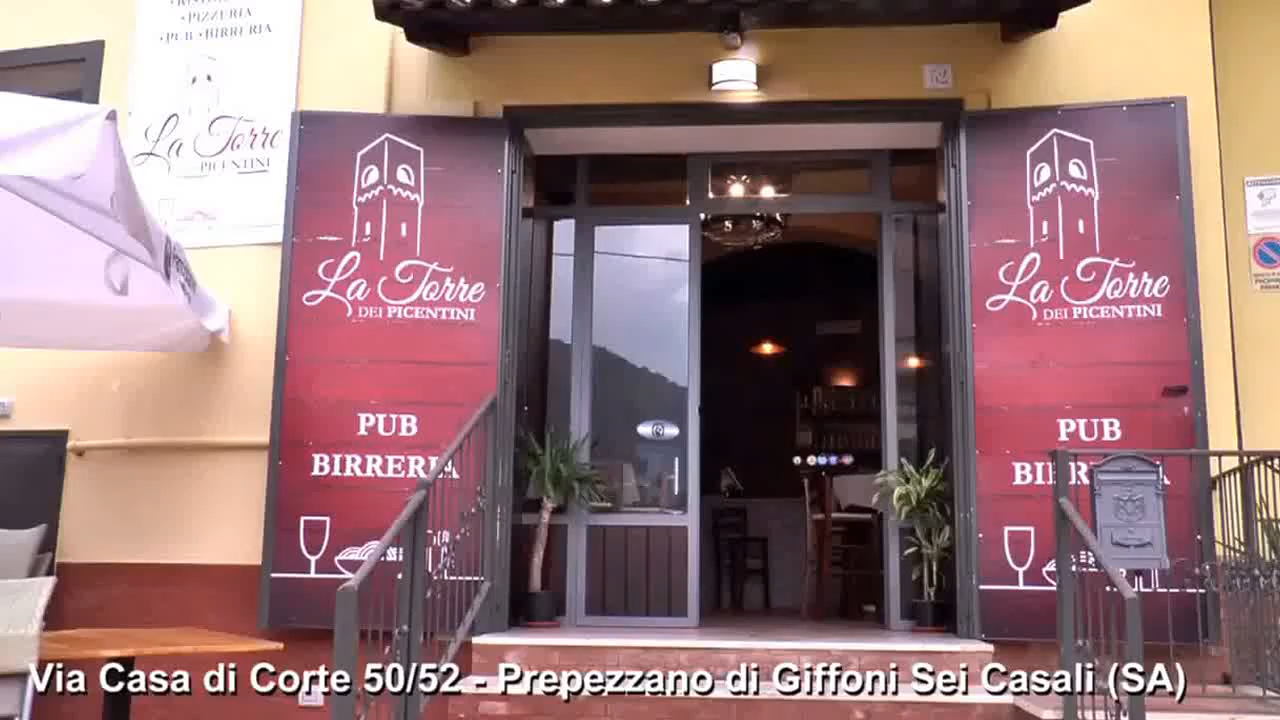 • PIZZERIA
• PUB • BIRRERIA
La Torre
PICENTINI
52
La Torre
DEI PICENTINI
PUB
BIRRERIA
La Torre
DEI PICENTINI
PUB
Via Casa di Corte 50/52 - Prepezzano di Giffoni Sei Casali (SA)